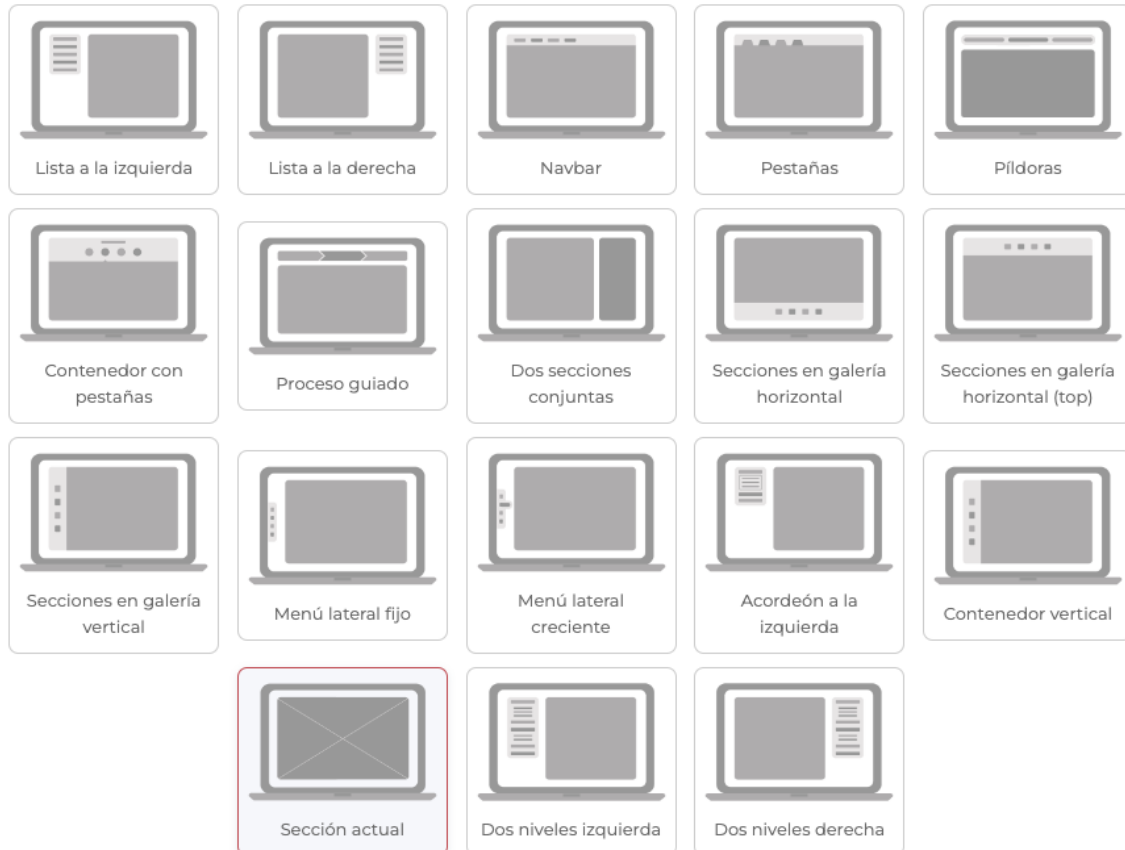 Lista a la izquierda
Lista a la derecha
Navbar
Pestañas
Píldoras
Contenedor con
pestañas
Proceso guiado
Dos secciones
conjuntas
Secciones en galería
horizontal
Secciones en galería
horizontal (top)
Secciones en galería
vertical
Menú lateral fijo
Menú lateral
creciente
Acordeón a la
izquierda
Contenedor vertical
Sección actual
Dos niveles izquierda
Dos niveles derecha